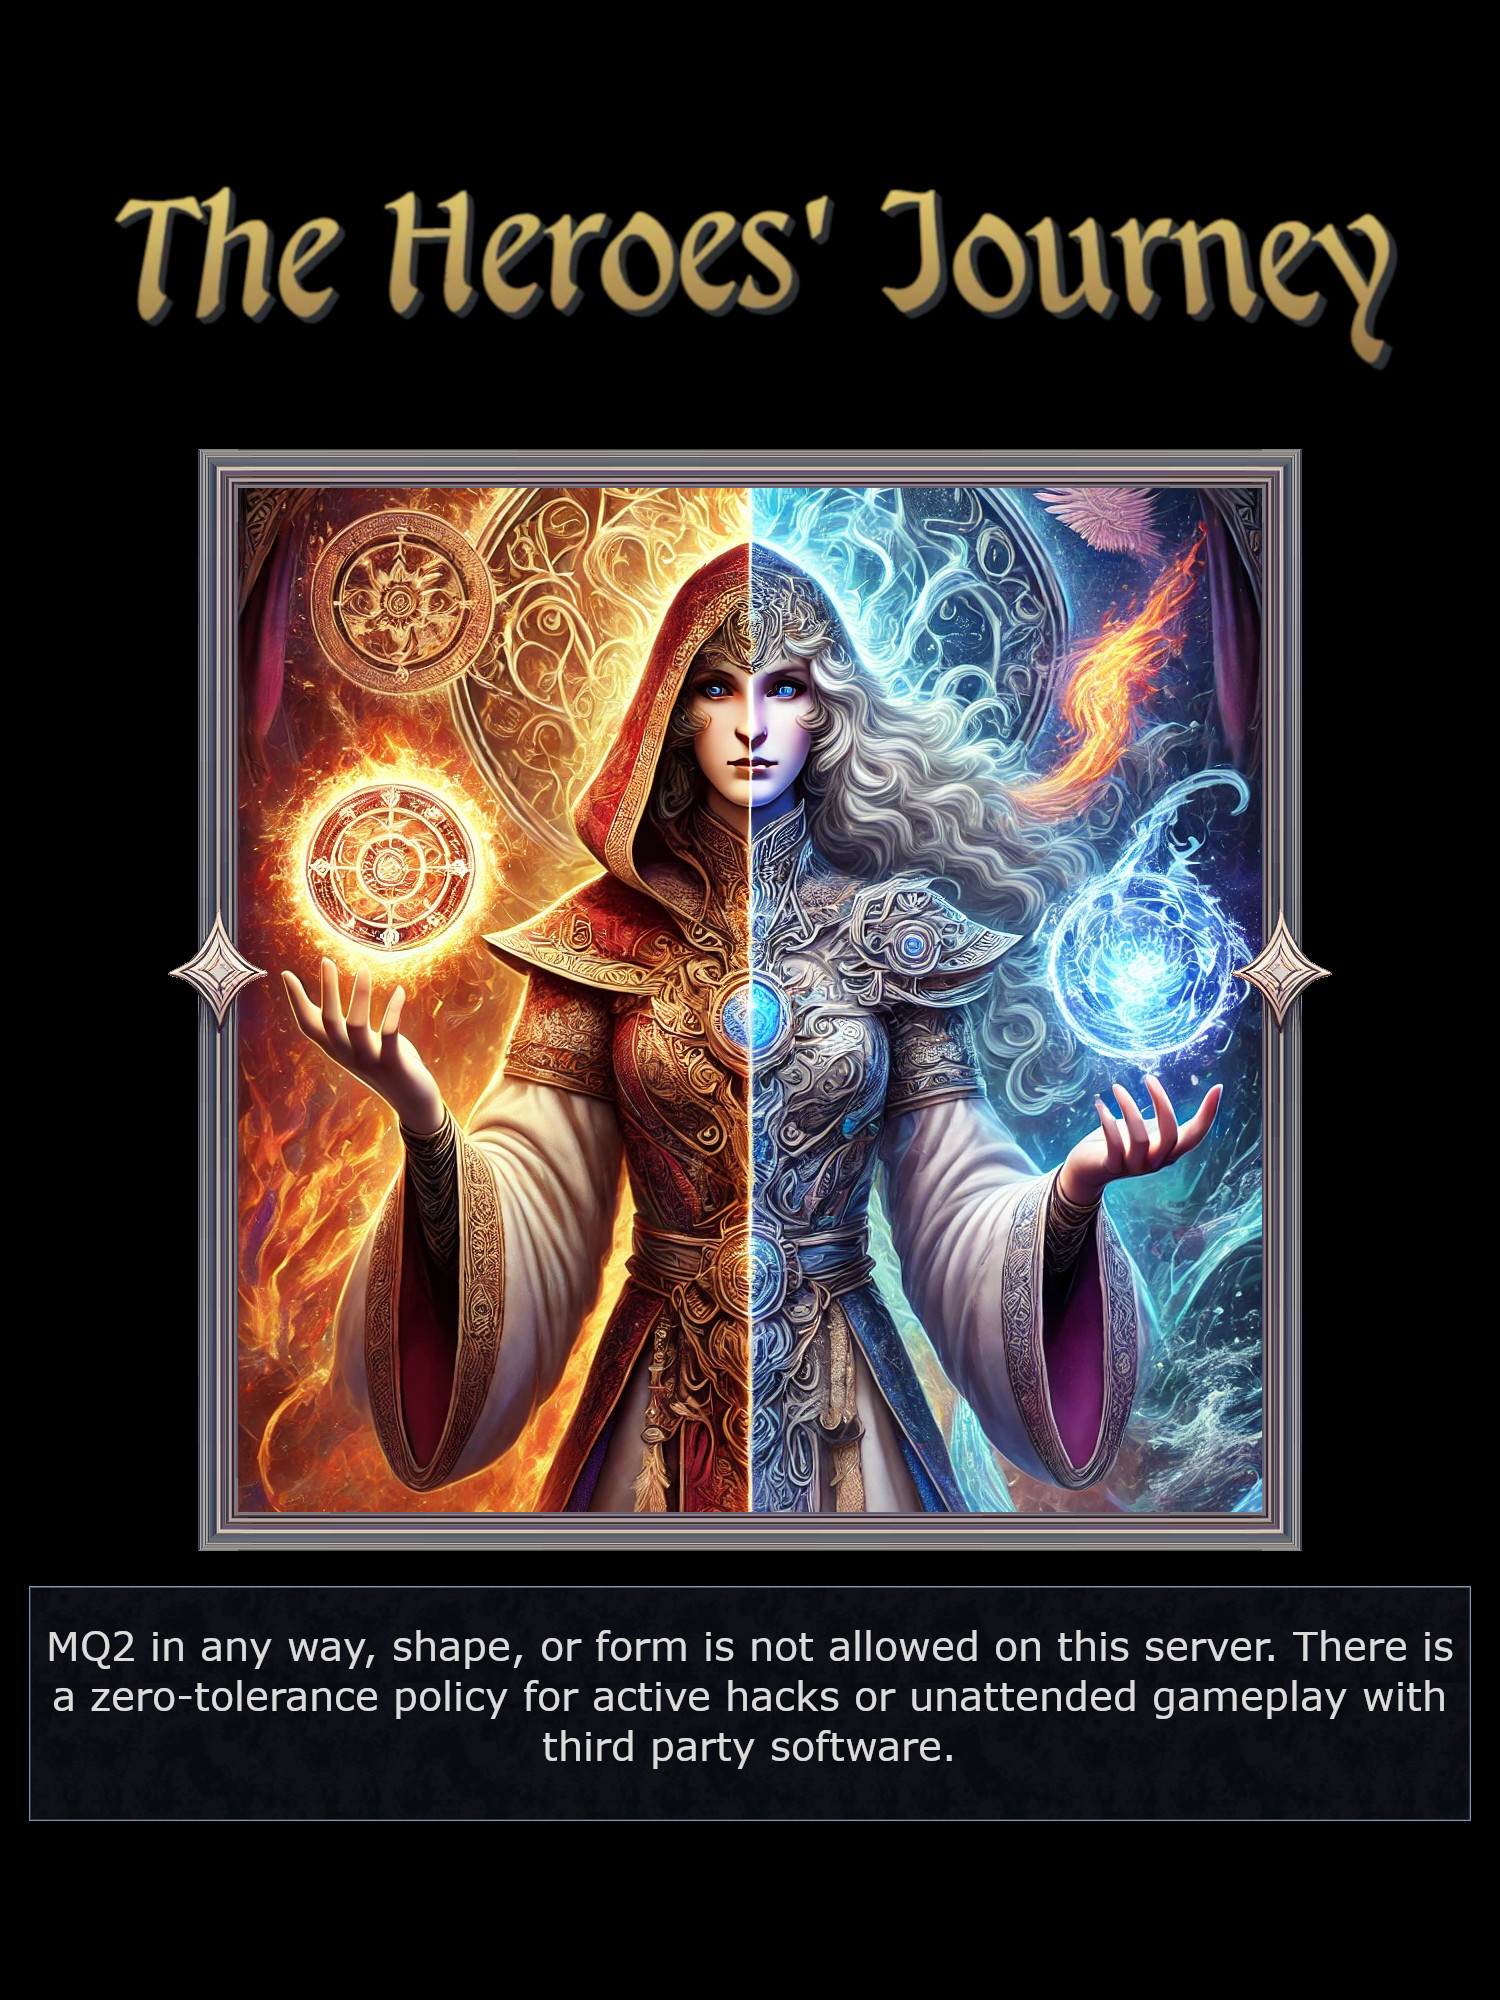 The Heroes' Journey
MQ2 in any way, shape, or form is not allowed on this server. There is
a zero-tolerance policy for active hacks or unattended gameplay with
third party software.